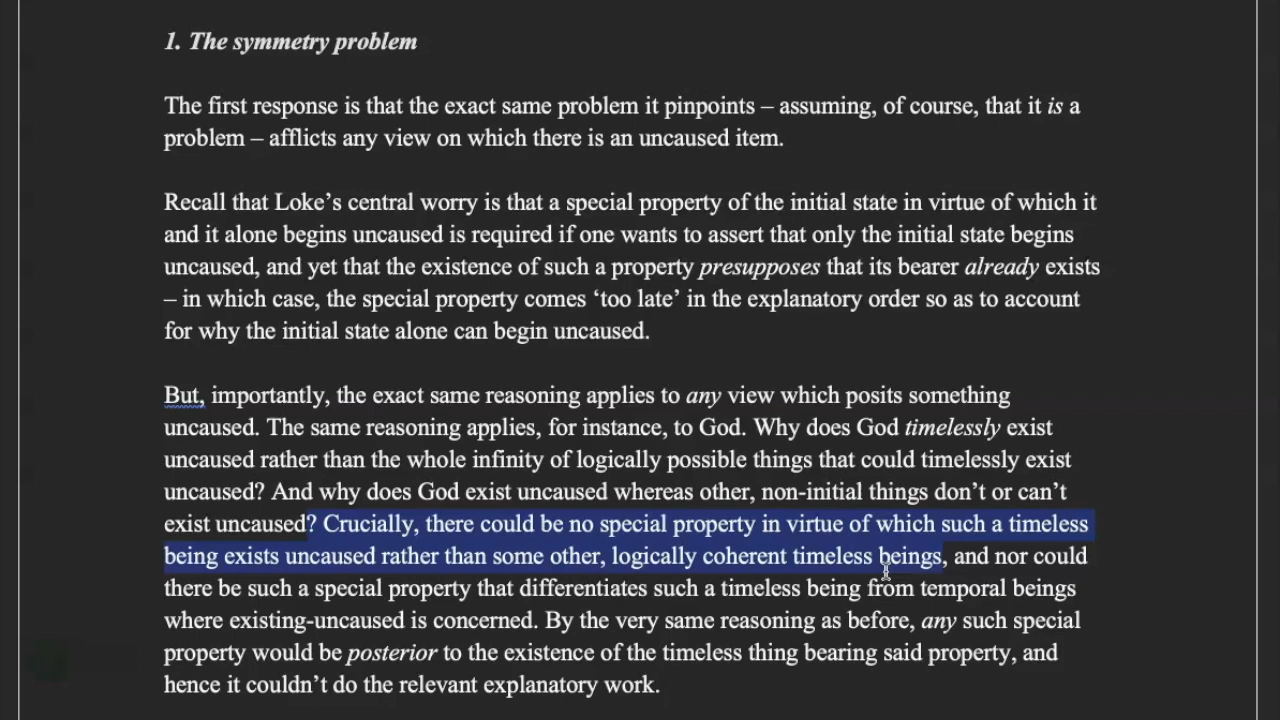 1. The symmetry problem
The first response is that the exact same problem it pinpoints – assuming, of course, that it is a
problem – afflicts any view on which there is an uncaused item.
Recall that Loke’s central worry is that a special property of the initial state in virtue of which it
and it alone begins uncaused is required if one wants to assert that only the initial state begins
uncaused, and yet that the existence of such a property presupposes that its bearer already exists
– in which case, the special property comes ‘too late’ in the explanatory order so as to account
for why the initial state alone can begin uncaused.
But, importantly, the exact same reasoning applies to any view which posits something
uncaused. The same reasoning applies, for instance, to God. Why does God timelessly exist
uncaused rather than the whole infinity of logically possible things that could timelessly exist
uncaused? And why does God exist uncaused whereas other, non-initial things don’t or can’t
exist uncaused? Crucially, there could be no special property in virtue of which such a timeless
being exists uncaused rather than some other, logically coherent timeless beings, and nor could
there be such a special property that differentiates such a timeless being from temporal beings
where existing-uncaused is concerned. By the very same reasoning as before, any such special
property would be posterior to the existence of the timeless thing bearing said property, and
hence it couldn’t do the relevant explanatory work.